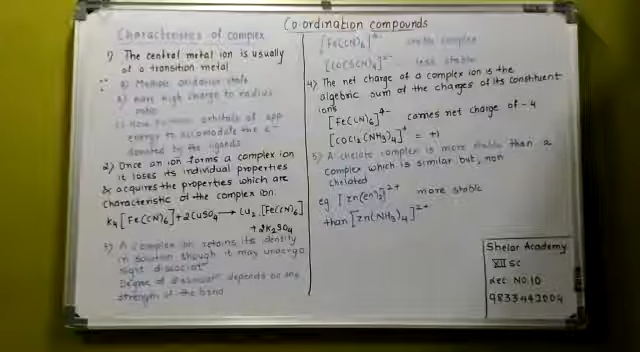 Co-ordination compounds
Characteristics of complex
1) The central metal ion is usually
of a transition metal
∵ a) Medium oxidation state
b) have high charge to radius
ratio
c) Have orbitals of app
energy to accomodate the e⁻
donated by the ligands
2) Once an ion forms a complex ion
it loses its individual properties
& acquires the properties which are
characteristic of the complex ion.
K₄[Fe(CN)₆] + 2CuSO₄ → Cu₂.[Fe(CN)₆]
+ 2K₂SO₄
3) A complex ion retains its identity
in solution though it may undergo
slight dissociatⁿ
Degree of dissociatⁿ depends on the
strength of the bond
[Fe(CN)₆]⁴⁻ stable complex
[Co(SCN)₄]²⁻ less stable
4) The net charge of a complex ion is the
algebric sum of the charges of its constituent
ions
[Fe(CN)₆]⁴⁻ carries net charge of -4
[COCl₂(NH₃)₄]⁺ = +1
5) A chelate complex is more stable than a
complex which is similar but, non
chelated
eg [Zn(en)₂]²⁺ more stable
than [Zn(NH₃)₄]²⁺
Shelar Academy
XII SC
Lec No. 10
9833442004